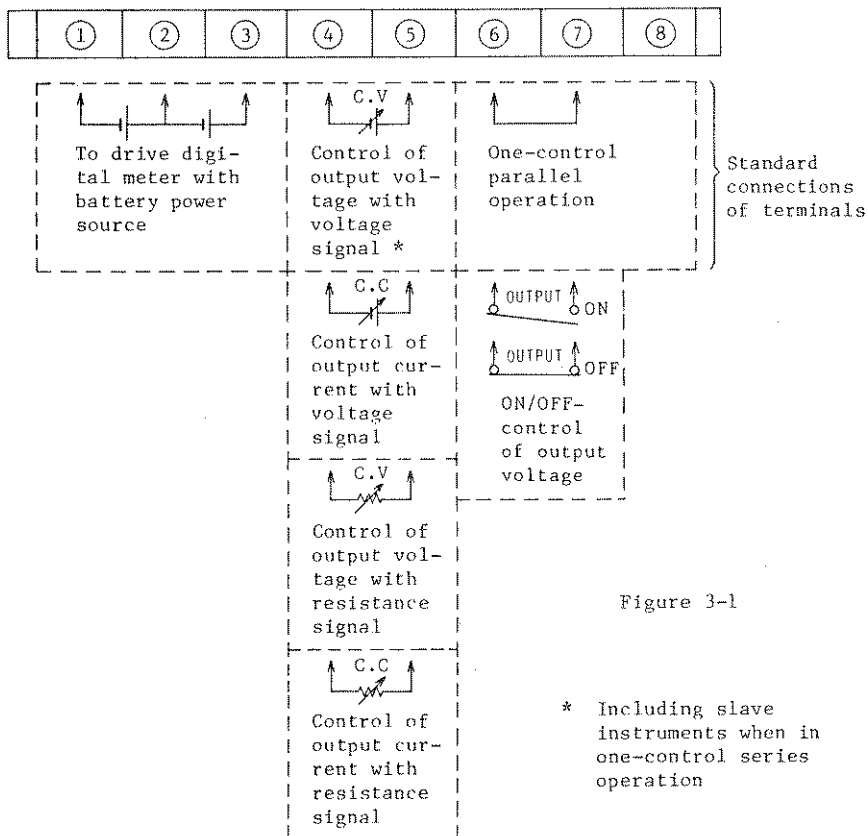 ① ② ③ ④ ⑤ ⑥ ⑦ ⑧
To drive digi-
tal meter with
battery power
source
C.V
Control of
output vol-
tage with
voltage
signal *
One-control
parallel
operation
Standard
connections
of terminals
C.C
Control of
output cur-
rent with
voltage
signal
OUTPUT ON
OUTPUT OFF
ON/OFF-
control
of output
voltage
C.V
Control of
output vol-
tage with
resistance
signal
C.C
Control of
output cur-
rent with
resistance
signal
Figure 3-1
* Including slave
instruments when in
one-control series
operation